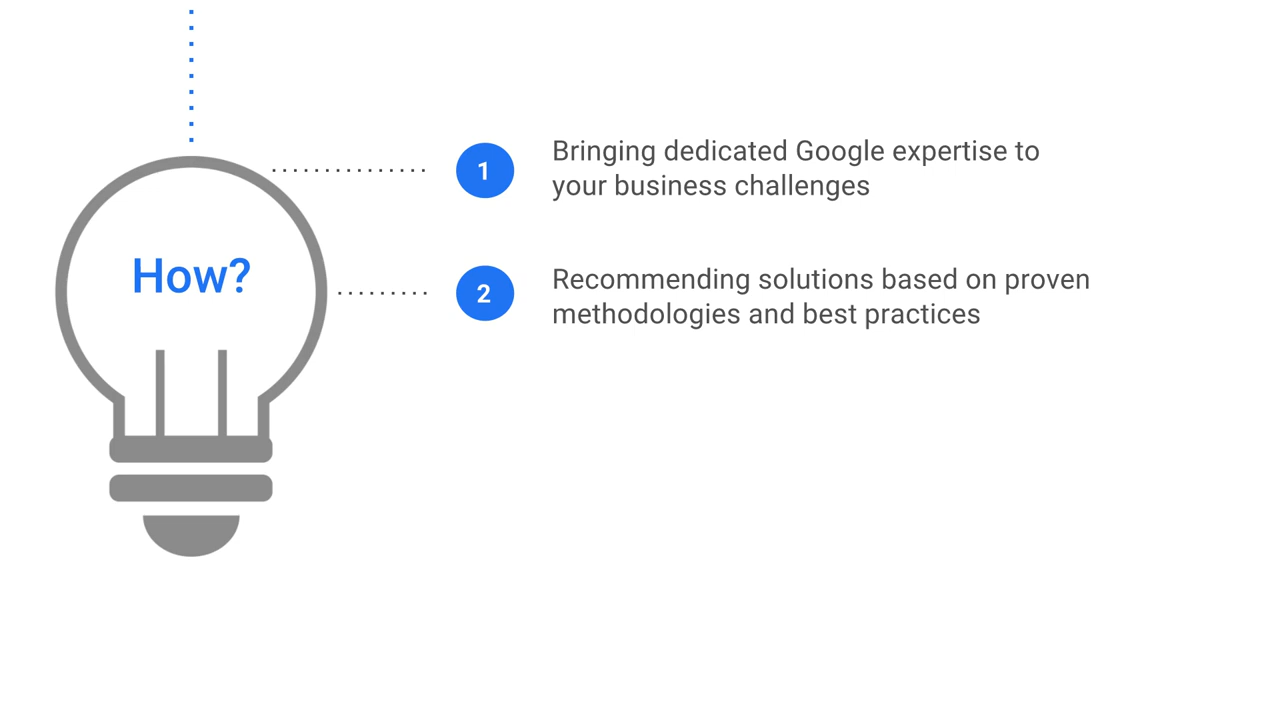 How?
1
Bringing dedicated Google expertise to
your business challenges
2
Recommending solutions based on proven
methodologies and best practices